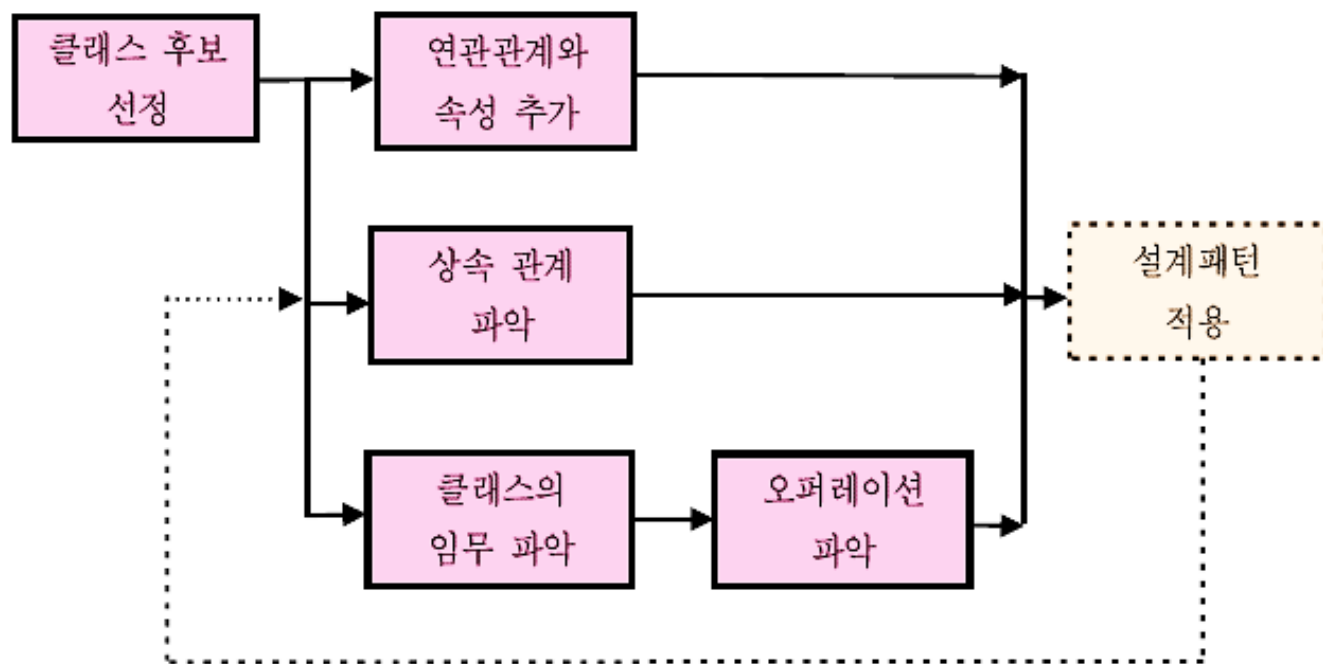 클래스 후보
선정
연관관계와
속성 추가
상속 관계
파악
설계패턴
적용
클래스의
임무 파악
오퍼레이션
파악